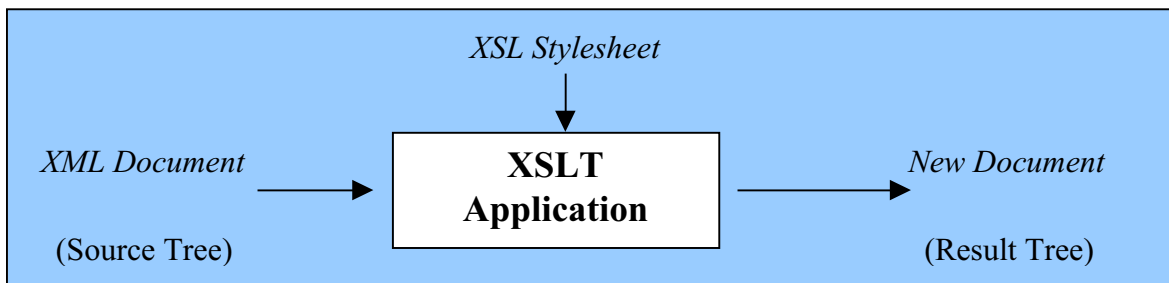 XSL Stylesheet
XML Document
XSLT
Application
New Document
(Source Tree)
(Result Tree)